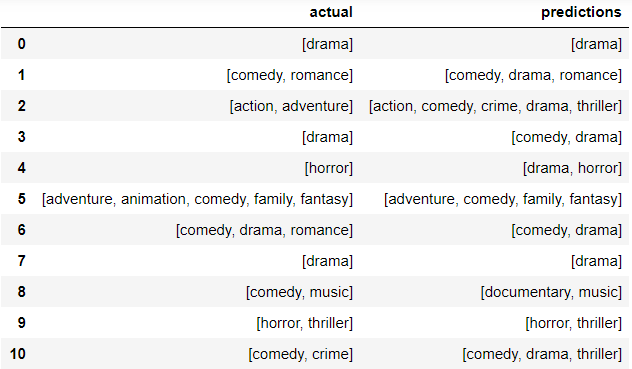 actual predictions
0 [drama] [drama]
1 [comedy, romance] [comedy, drama, romance]
2 [action, adventure] [action, comedy, crime, drama, thriller]
3 [drama] [comedy, drama]
4 [horror] [drama, horror]
5 [adventure, animation, comedy, family, fantasy] [adventure, comedy, family, fantasy]
6 [comedy, drama, romance] [comedy, drama]
7 [drama] [drama]
8 [comedy, music] [documentary, music]
9 [horror, thriller] [horror, thriller]
10 [comedy, crime] [comedy, drama, thriller]